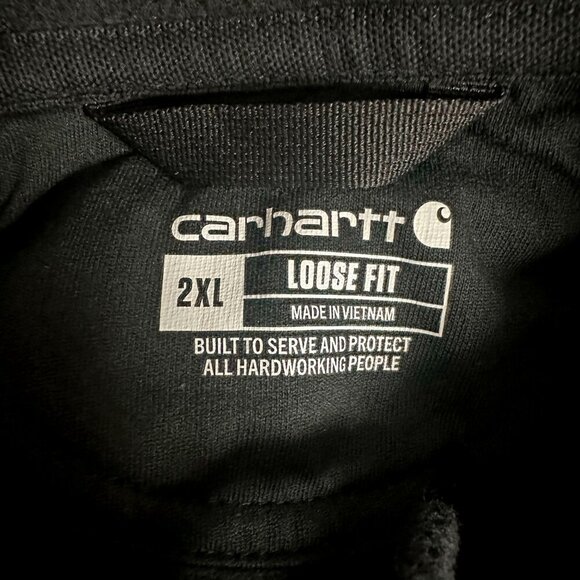 carhartt
2XL
LOOSE FIT
MADE IN VIETNAM
BUILT TO SERVE AND PROTECT
ALL HARDWORKING PEOPLE